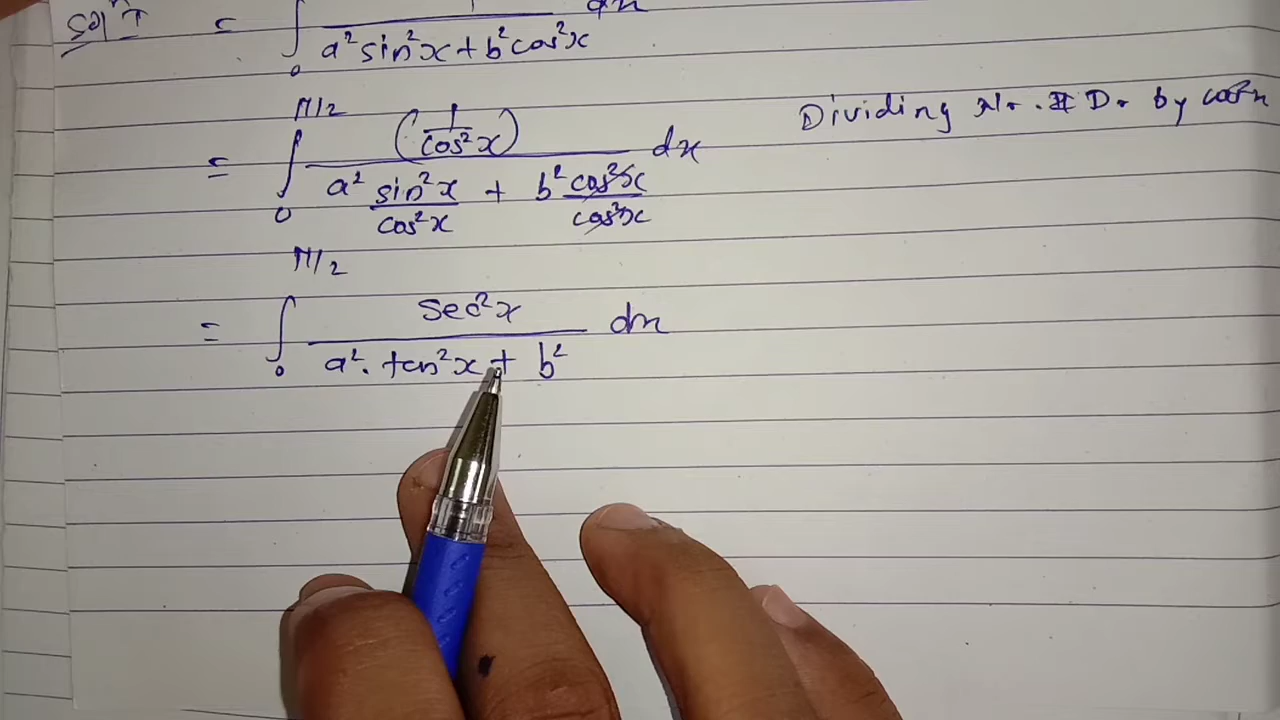 Solⁿ = ∫₀ 1 / (a² sin²x + b² cos²x) dx
= ∫₀^(π/2) (1/cos²x) / (a² sin²x/cos²x + b² cos²x/cos²x) dx Dividing Nr. & Dr by cos²x
= ∫₀^(π/2) sec²x / (a². tan²x + b²) dx